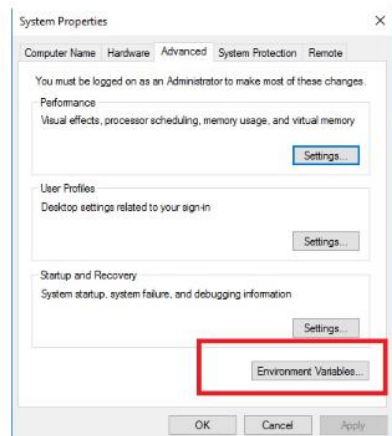 System Properties
Computer Name Hardware Advanced System Protection Remote
You must be logged on as an Administrator to make most of these changes.
Performance
Visual effects, processor scheduling, memory usage, and virtual memory
Settings...
User Profiles
Desktop settings related to your sign-in
Settings...
Startup and Recovery
System startup, system failure, and debugging information
Settings...
Environment Variables...
OK Cancel Apply